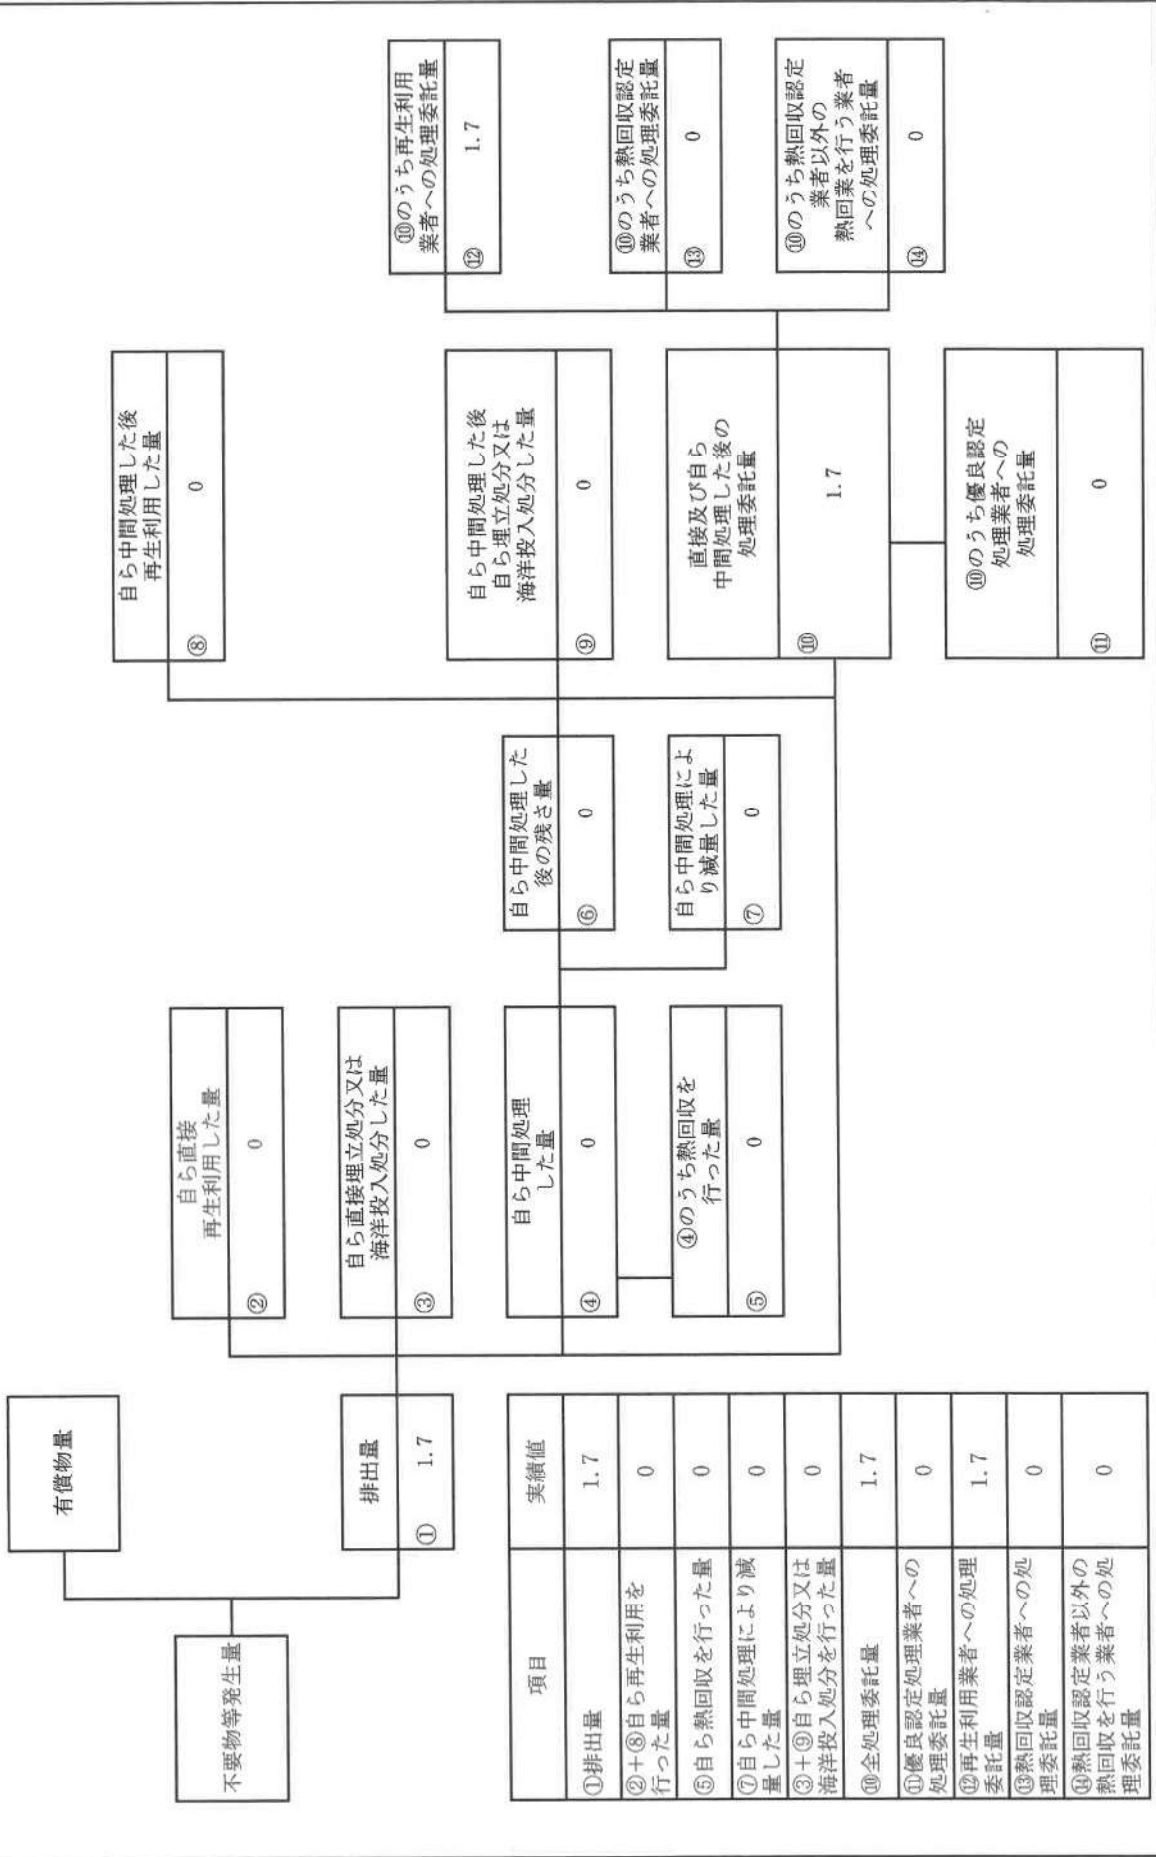 不要物等発生量
有償物量
排出量
① 1.7
自ら直接
再生利用した量
② 0
自ら直接埋立処分又は
海洋投入処分した量
③ 0
自ら中間処理
した量
④ 0
④のうち熱回収を
行った量
⑤ 0
自ら中間処理した
後の残さ量
⑥ 0
自ら中間処理によ
り減量した量
⑦ 0
自ら中間処理した後
再生利用した量
⑧ 0
自ら中間処理した後
自ら埋立処分又は
海洋投入処分した量
⑨ 0
直接及び自ら
中間処理した後の
処理委託量
⑩ 1.7
⑩のうち優良認定
処理業者への
処理委託量
⑪ 0
⑩のうち再生利用
業者への処理委託量
⑫ 1.7
⑩のうち熱回収認定
業者への処理委託量
⑬ 0
⑩のうち熱回収認定
業者以外の
熱回業を行う業者
への処理委託量
⑭ 0
項目 実績値
①排出量 1.7
②+⑧自ら再生利用を
行った量 0
⑤自ら熱回収を行った量 0
⑦自ら中間処理により減
量した量 0
③+⑨自ら埋立処分又は
海洋投入処分を行った量 0
⑩全処理委託量 1.7
⑪優良認定処理業者への
処理委託量 0
⑫再生利用業者への処理
委託量 1.7
⑬熱回収認定業者への処
理委託量 0
⑭熱回収認定業者以外の
熱回収を行う業者への処
理委託量 0